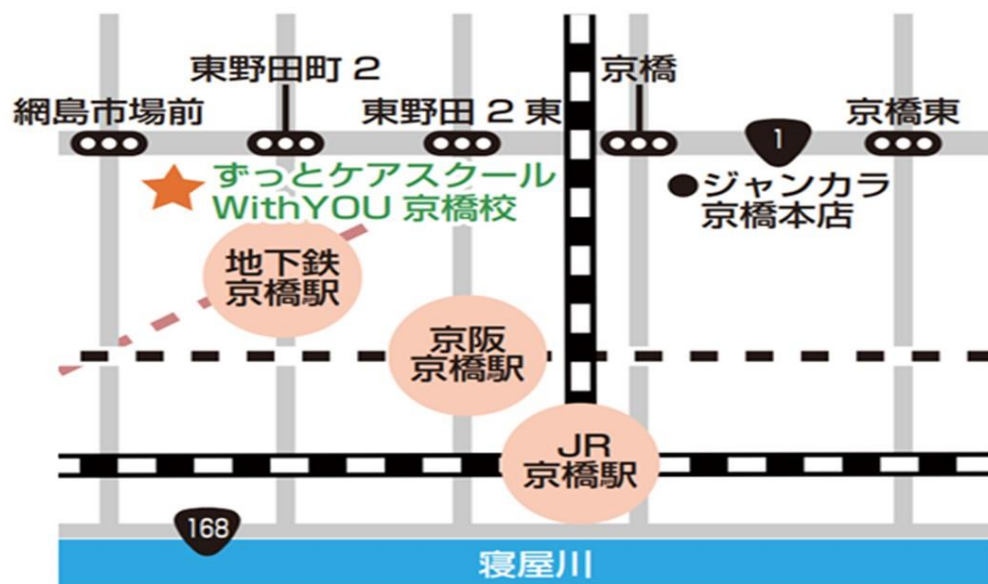 東野田町 2
京橋
網島市場前
東野田 2 東
京橋東
1
ずっとケアスクール
WithYOU 京橋校
ジャンカラ
京橋本店
地下鉄
京橋駅
京阪
京橋駅
JR
京橋駅
168
寝屋川